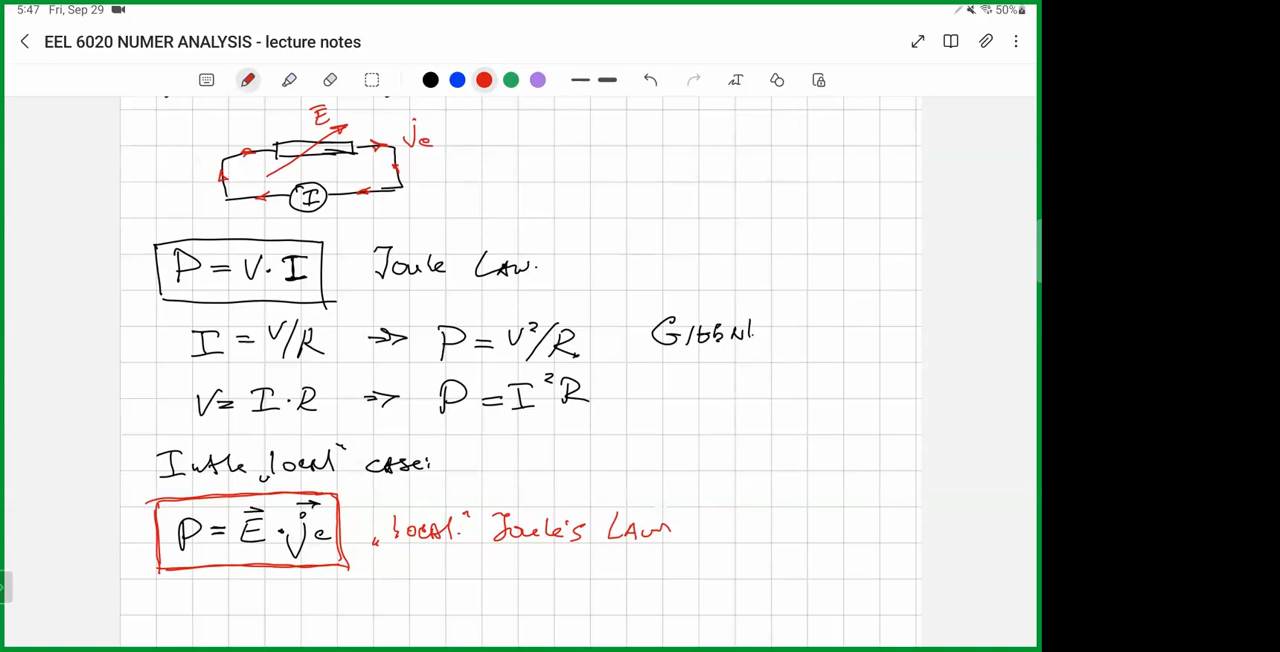 5:47 Fri, Sep 29
50%
EEL 6020 NUMER ANALYSIS - lecture notes
E
je
I
P = V · I Joule Law.
I = V/R => P = V²/R Global
V = I · R => P = I²R
In the „local“ case:
P = E · je „local.“ Joule's Law